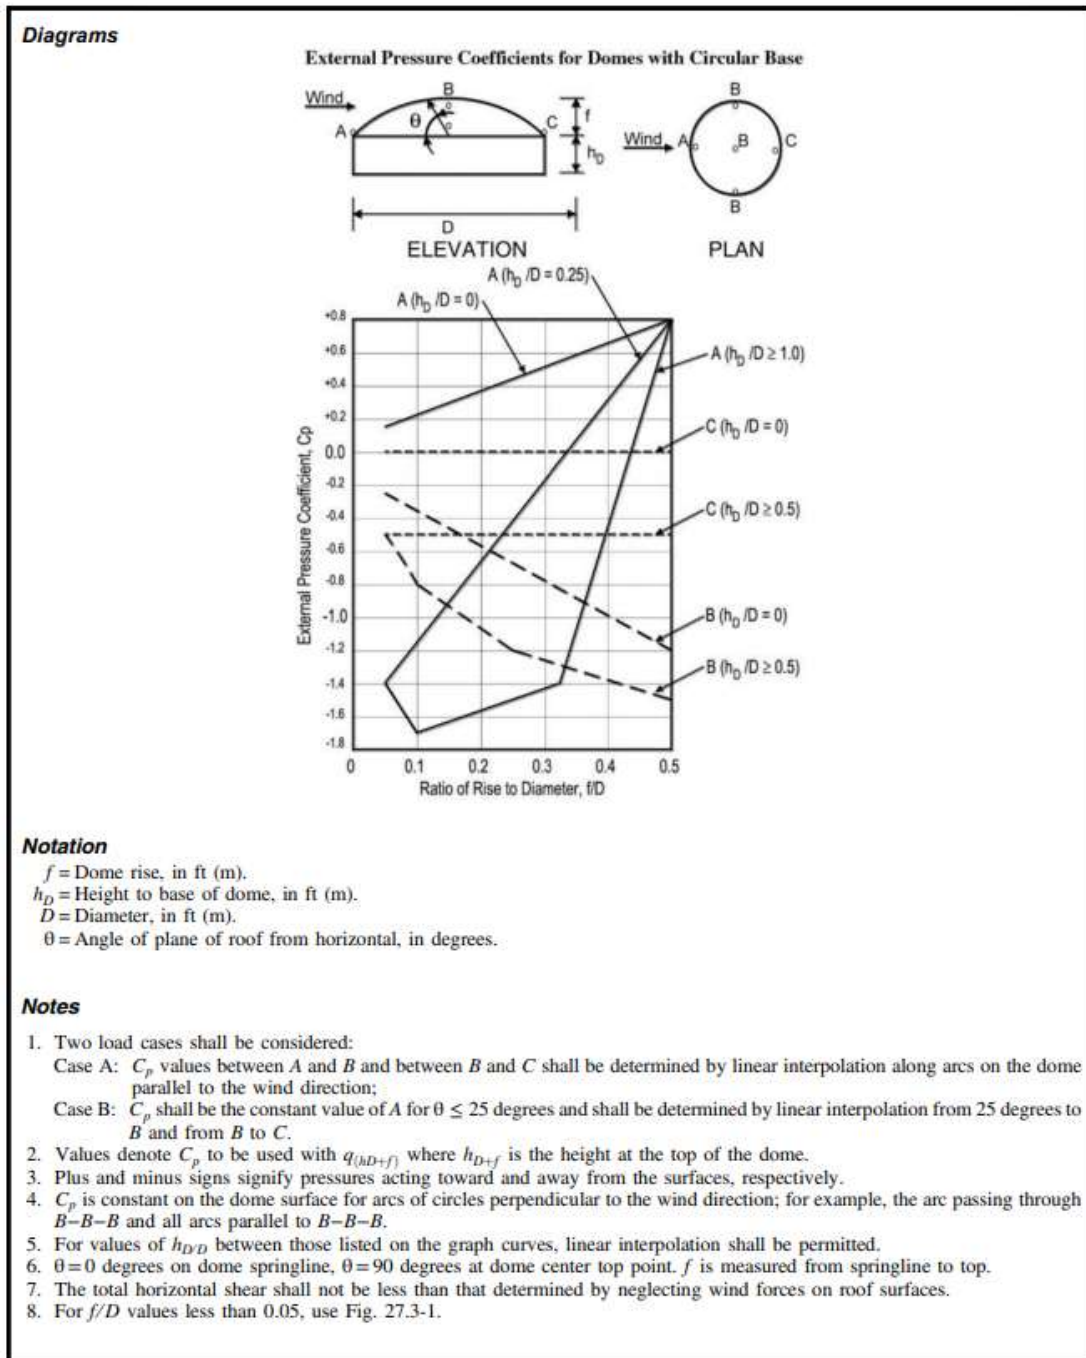 Diagrams
External Pressure Coefficients for Domes with Circular Base
Wind
B
θ
A
C
f
hD
D
ELEVATION
B
Wind
A
B
C
B
PLAN
A (hD /D = 0.25)
A (hD /D = 0)
A (hD /D ≥ 1.0)
C (hD /D = 0)
C (hD /D ≥ 0.5)
B (hD /D = 0)
B (hD /D ≥ 0.5)
External Pressure Coefficient, Cp
+0.8
+0.6
+0.4
+0.2
0.0
-0.2
-0.4
-0.6
-0.8
-1.0
-1.2
-1.4
-1.6
-1.8
0 0.1 0.2 0.3 0.4 0.5
Ratio of Rise to Diameter, f/D
Notation
f = Dome rise, in ft (m).
hD = Height to base of dome, in ft (m).
D = Diameter, in ft (m).
θ = Angle of plane of roof from horizontal, in degrees.
Notes
1. Two load cases shall be considered:
Case A: Cp values between A and B and between B and C shall be determined by linear interpolation along arcs on the dome
parallel to the wind direction;
Case B: Cp shall be the constant value of A for θ ≤ 25 degrees and shall be determined by linear interpolation from 25 degrees to
B and from B to C.
2. Values denote Cp to be used with q(hD+f) where hD+f is the height at the top of the dome.
3. Plus and minus signs signify pressures acting toward and away from the surfaces, respectively.
4. Cp is constant on the dome surface for arcs of circles perpendicular to the wind direction; for example, the arc passing through
B–B–B and all arcs parallel to B–B–B.
5. For values of hD/D between those listed on the graph curves, linear interpolation shall be permitted.
6. θ = 0 degrees on dome springline, θ = 90 degrees at dome center top point. f is measured from springline to top.
7. The total horizontal shear shall not be less than that determined by neglecting wind forces on roof surfaces.
8. For f/D values less than 0.05, use Fig. 27.3-1.